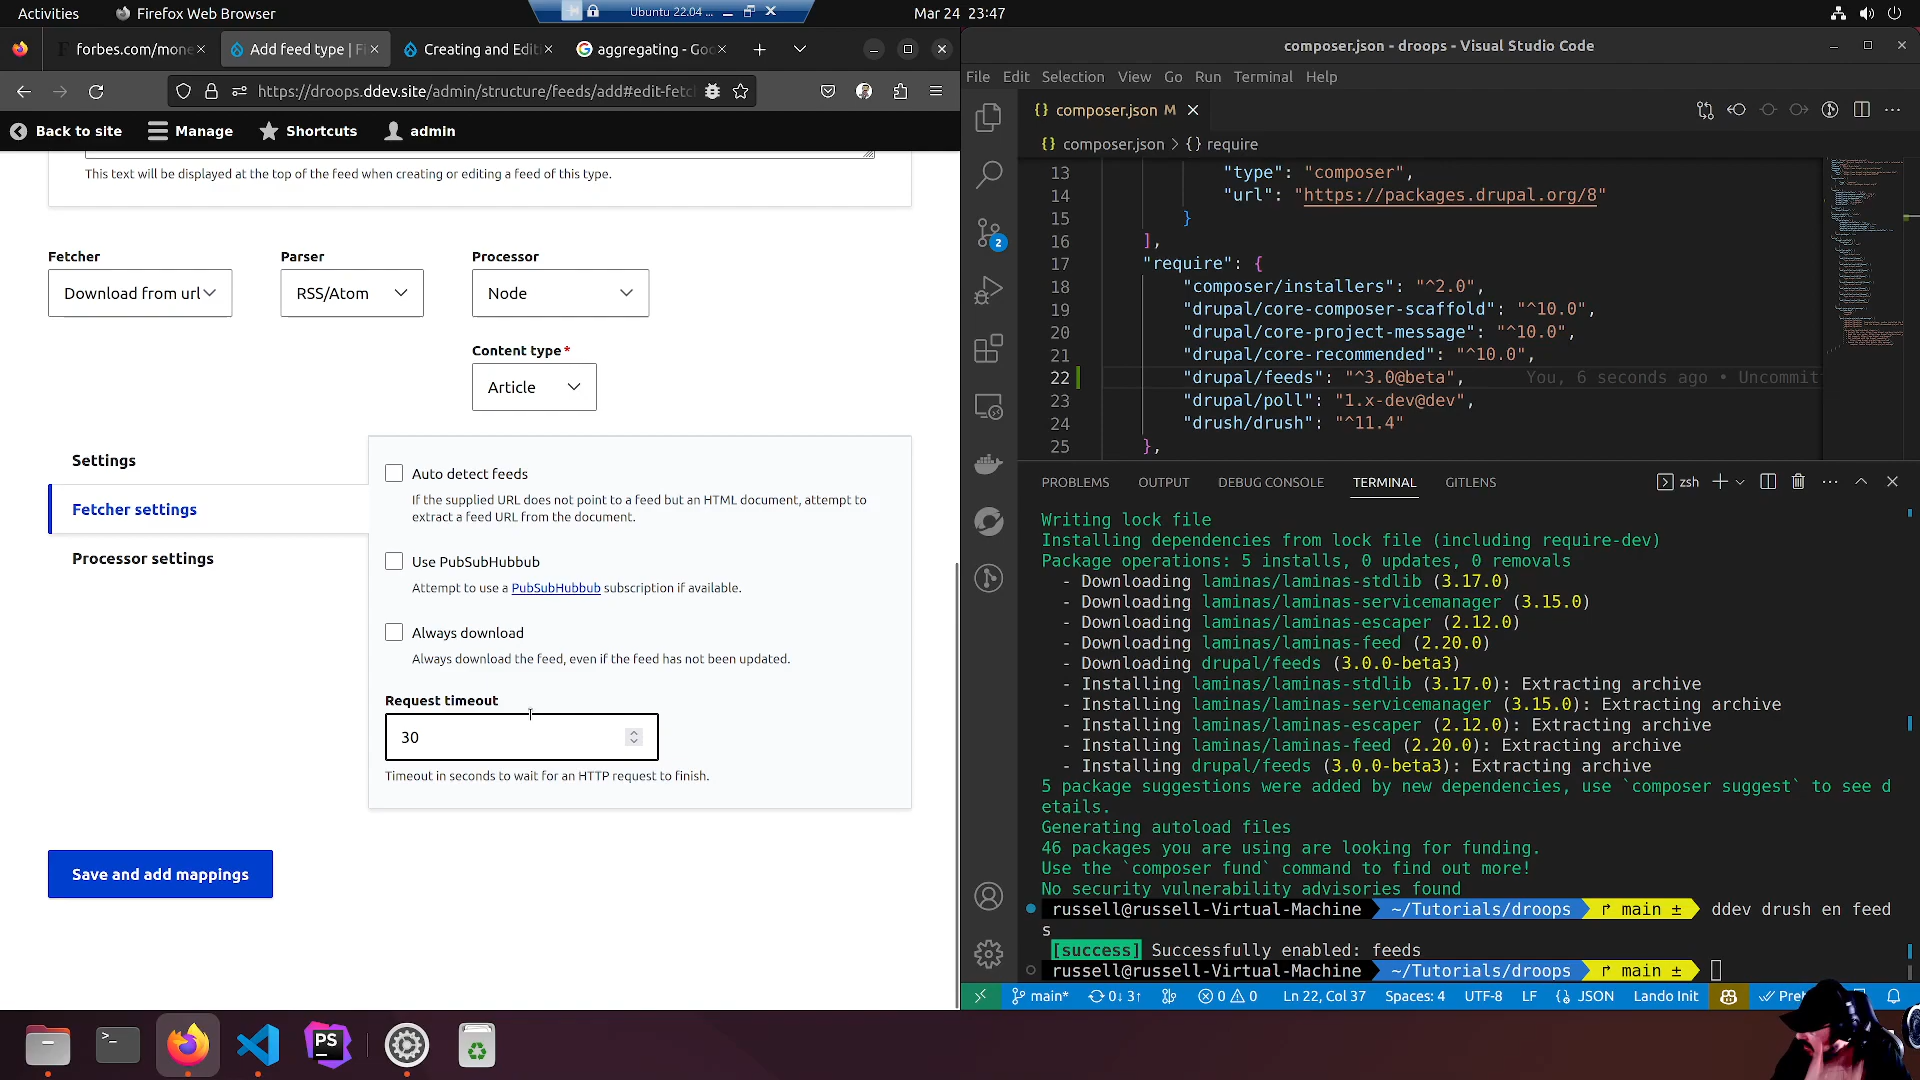 Activities
Firefox Web Browser
Ubuntu 22.04 ...
Mar 24 23:47
forbes.com/mone
Add feed type | F
Creating and Edi
aggregating - Goo
https://droops.ddev.site/admin/structure/feeds/add#edit-fetc
Back to site
Manage
Shortcuts
admin
This text will be displayed at the top of the feed when creating or editing a feed of this type.
Fetcher
Parser
Processor
Download from url
RSS/Atom
Node
Content type*
Article
Settings
Fetcher settings
Processor settings
Auto detect feeds
If the supplied URL does not point to a feed but an HTML document, attempt to
extract a feed URL from the document.
Use PubSubHubbub
Attempt to use a PubSubHubbub subscription if available.
Always download
Always download the feed, even if the feed has not been updated.
Request timeout
30
Timeout in seconds to wait for an HTTP request to finish.
Save and add mappings
composer.json - droops - Visual Studio Code
File Edit Selection View Go Run Terminal Help
{} composer.json M
{} composer.json > {} require
13 "type": "composer",
14 "url": "https://packages.drupal.org/8"
15 }
16 ],
17 "require": {
18 "composer/installers": "^2.0",
19 "drupal/core-composer-scaffold": "^10.0",
20 "drupal/core-project-message": "^10.0",
21 "drupal/core-recommended": "^10.0",
22 "drupal/feeds": "^3.0@beta", You, 6 seconds ago • Uncommit
23 "drupal/poll": "1.x-dev@dev",
24 "drush/drush": "^11.4"
25 },
2
PROBLEMS OUTPUT DEBUG CONSOLE TERMINAL GITLENS
zsh
Writing lock file
Installing dependencies from lock file (including require-dev)
Package operations: 5 installs, 0 updates, 0 removals
- Downloading laminas/laminas-stdlib (3.17.0)
- Downloading laminas/laminas-servicemanager (3.15.0)
- Downloading laminas/laminas-escaper (2.12.0)
- Downloading laminas/laminas-feed (2.20.0)
- Downloading drupal/feeds (3.0.0-beta3)
- Installing laminas/laminas-stdlib (3.17.0): Extracting archive
- Installing laminas/laminas-servicemanager (3.15.0): Extracting archive
- Installing laminas/laminas-escaper (2.12.0): Extracting archive
- Installing laminas/laminas-feed (2.20.0): Extracting archive
- Installing drupal/feeds (3.0.0-beta3): Extracting archive
5 package suggestions were added by new dependencies, use `composer suggest` to see d
etails.
Generating autoload files
46 packages you are using are looking for funding.
Use the `composer fund` command to find out more!
No security vulnerability advisories found
russell@russell-Virtual-Machine ~/Tutorials/droops main ± ddev drush en feed
s
[success] Successfully enabled: feeds
russell@russell-Virtual-Machine ~/Tutorials/droops main ±
main* 0↓ 3↑ 0 0 Ln 22, Col 37 Spaces: 4 UTF-8 LF {} JSON Lando Init
PS